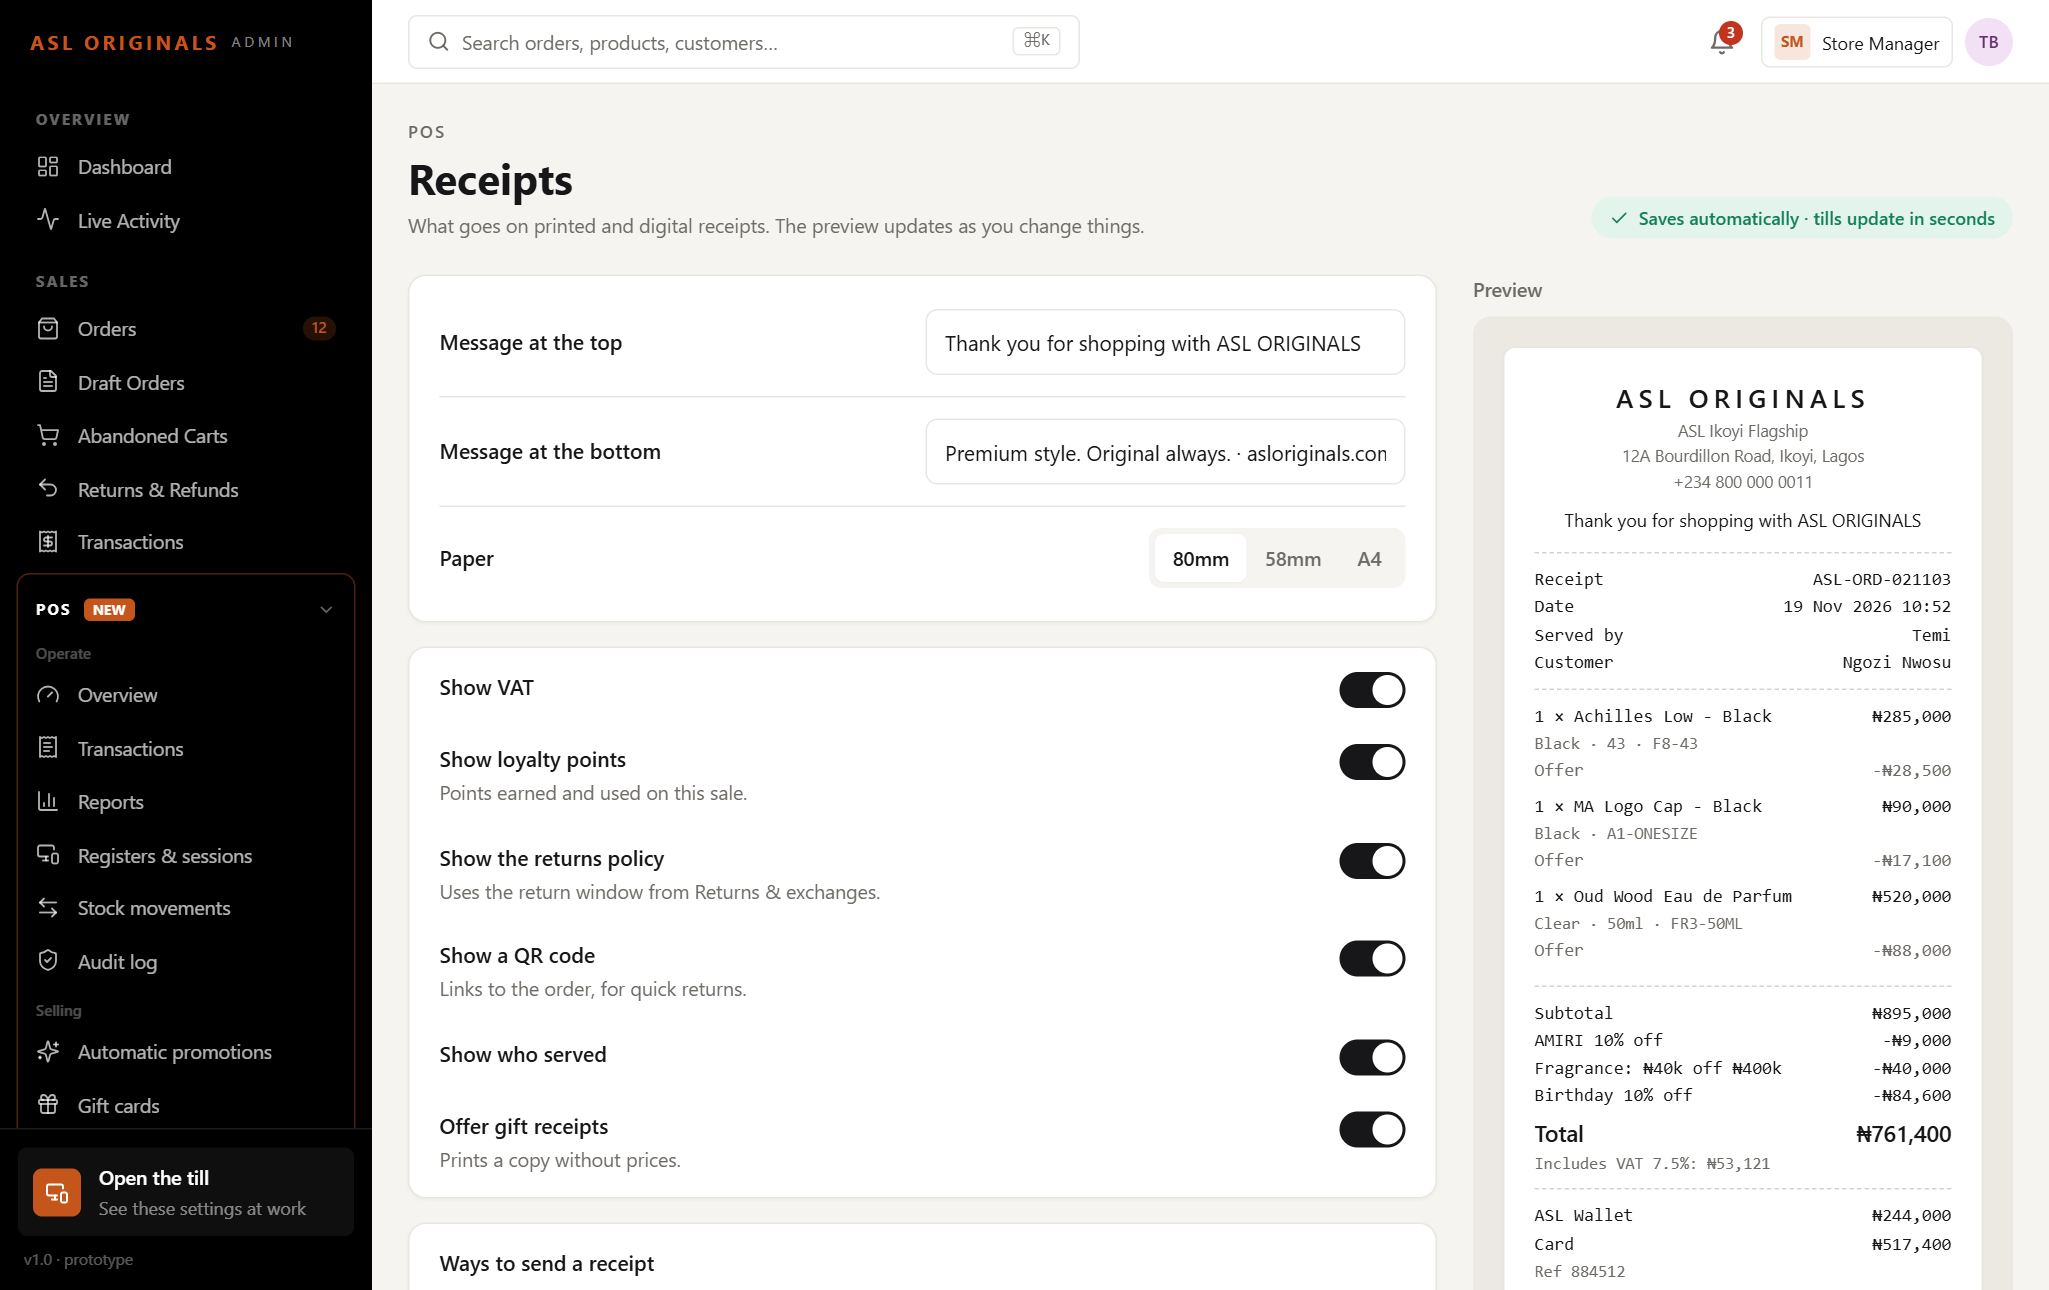 ASL ORIGINALS ADMIN
OVERVIEW
Dashboard
Live Activity
SALES
Orders 12
Draft Orders
Abandoned Carts
Returns & Refunds
Transactions
POS NEW
Operate
Overview
Transactions
Reports
Registers & sessions
Stock movements
Audit log
Selling
Automatic promotions
Gift cards
Open the till
See these settings at work
v1.0 · prototype
Search orders, products, customers... ⌘K
3
SM Store Manager
TB
POS
Receipts
What goes on printed and digital receipts. The preview updates as you change things.
Saves automatically · tills update in seconds
Message at the top
Thank you for shopping with ASL ORIGINALS
Message at the bottom
Premium style. Original always. · asloriginals.com
Paper
80mm 58mm A4
Show VAT
Show loyalty points
Points earned and used on this sale.
Show the returns policy
Uses the return window from Returns & exchanges.
Show a QR code
Links to the order, for quick returns.
Show who served
Offer gift receipts
Prints a copy without prices.
Ways to send a receipt
Preview
ASL ORIGINALS
ASL Ikoyi Flagship
12A Bourdillon Road, Ikoyi, Lagos
+234 800 000 0011
Thank you for shopping with ASL ORIGINALS
Receipt ASL-ORD-021103
Date 19 Nov 2026 10:52
Served by Temi
Customer Ngozi Nwosu
1 × Achilles Low - Black ₦285,000
Black · 43 · F8-43
Offer -₦28,500
1 × MA Logo Cap - Black ₦90,000
Black · A1-ONESIZE
Offer -₦17,100
1 × Oud Wood Eau de Parfum ₦520,000
Clear · 50ml · FR3-50ML
Offer -₦88,000
Subtotal ₦895,000
AMIRI 10% off -₦9,000
Fragrance: ₦40k off ₦400k -₦40,000
Birthday 10% off -₦84,600
Total ₦761,400
Includes VAT 7.5%: ₦53,121
ASL Wallet ₦244,000
Card ₦517,400
Ref 884512